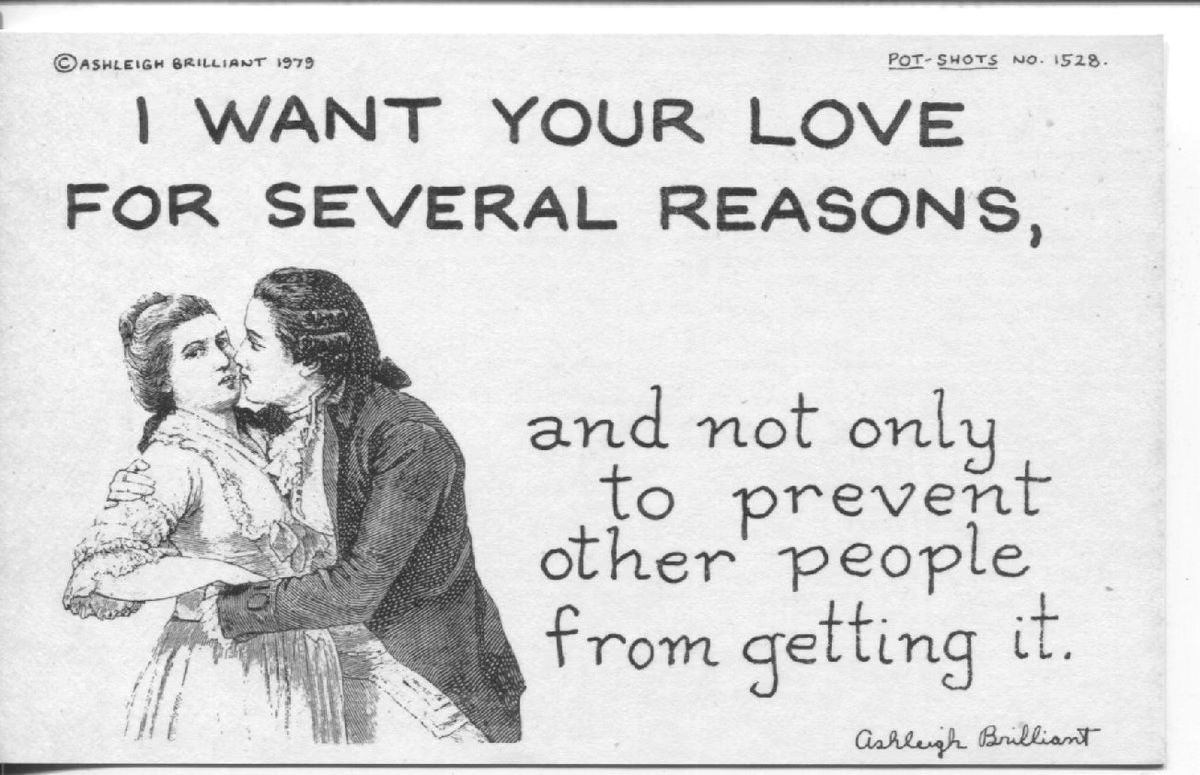 ©ASHLEIGH BRILLIANT 1979
POT-SHOTS NO. 1528.
I WANT YOUR LOVE
FOR SEVERAL REASONS,
and not only
to prevent
other people
from getting it.
Ashleigh Brilliant